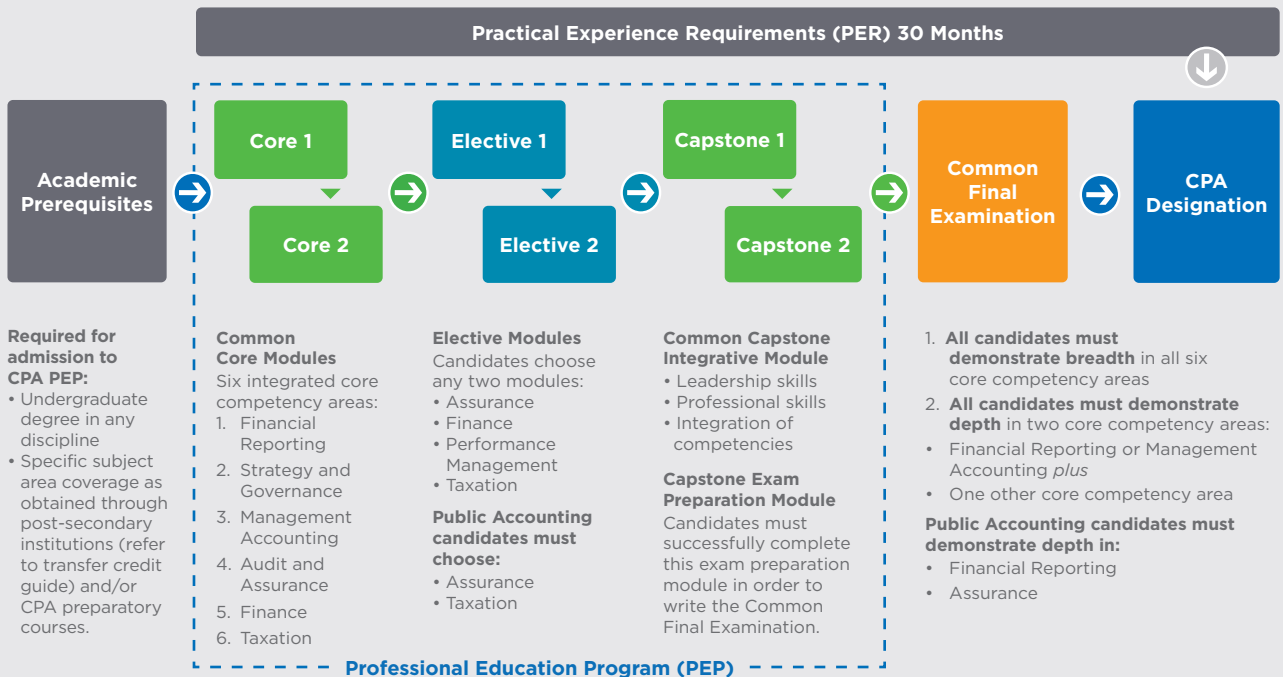 Practical Experience Requirements (PER) 30 Months
Academic
Prerequisites
Core 1
Core 2
Elective 1
Elective 2
Capstone 1
Capstone 2
Common
Final
Examination
CPA
Designation
Required for
admission to
CPA PEP:
• Undergraduate
degree in any
discipline
• Specific subject
area coverage as
obtained through
post-secondary
institutions (refer
to transfer credit
guide) and/or
CPA preparatory
courses.
Common
Core Modules
Six integrated core
competency areas:
1. Financial
Reporting
2. Strategy and
Governance
3. Management
Accounting
4. Audit and
Assurance
5. Finance
6. Taxation
Elective Modules
Candidates choose
any two modules:
• Assurance
• Finance
• Performance
Management
• Taxation
Public Accounting
candidates must
choose:
• Assurance
• Taxation
Common Capstone
Integrative Module
• Leadership skills
• Professional skills
• Integration of
competencies
Capstone Exam
Preparation Module
Candidates must
successfully complete
this exam preparation
module in order to
write the Common
Final Examination.
1. All candidates must
demonstrate breadth in all six
core competency areas
2. All candidates must demonstrate
depth in two core competency areas:
• Financial Reporting or Management
Accounting plus
• One other core competency area
Public Accounting candidates must
demonstrate depth in:
• Financial Reporting
• Assurance
Professional Education Program (PEP)